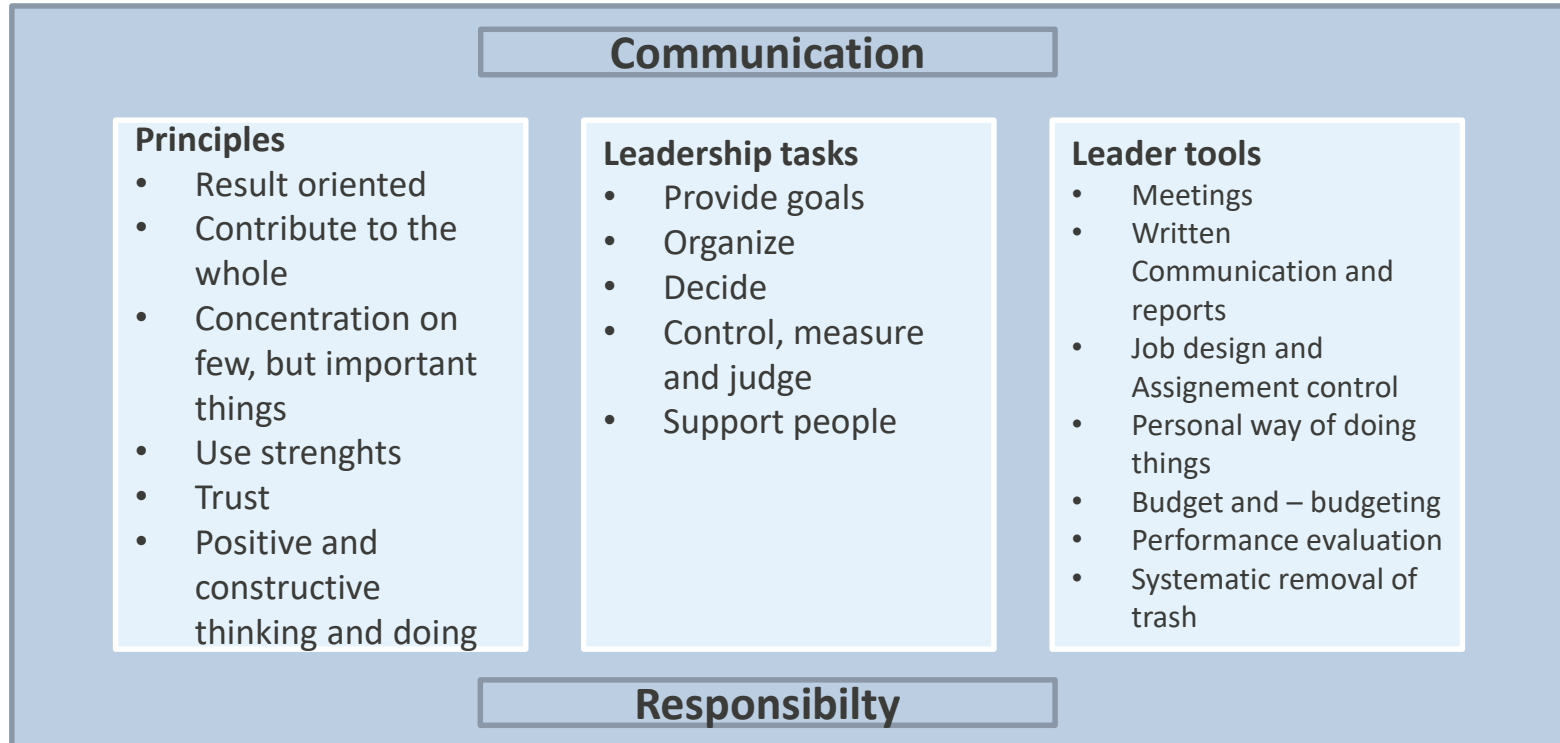 Communication
Principles
• Result oriented
• Contribute to the
whole
• Concentration on
few, but important
things
• Use strenghts
• Trust
• Positive and
constructive
thinking and doing
Leadership tasks
• Provide goals
• Organize
• Decide
• Control, measure
and judge
• Support people
Leader tools
• Meetings
• Written
Communication and
reports
• Job design and
Assignement control
• Personal way of doing
things
• Budget and – budgeting
• Performance evaluation
• Systematic removal of
trash
Responsibilty